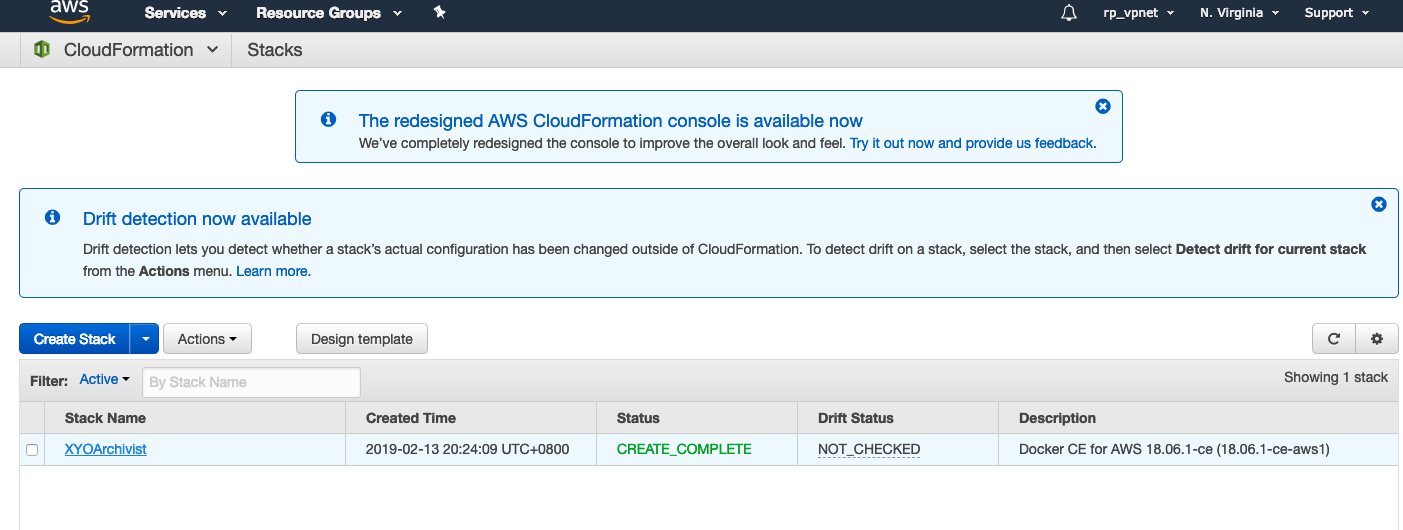 aws Services Resource Groups rp_vpnet N. Virginia Support
CloudFormation Stacks
The redesigned AWS CloudFormation console is available now
We've completely redesigned the console to improve the overall look and feel. Try it out now and provide us feedback.
Drift detection now available
Drift detection lets you detect whether a stack's actual configuration has been changed outside of CloudFormation. To detect drift on a stack, select the stack, and then select Detect drift for current stack
from the Actions menu. Learn more.
Create Stack Actions Design template
Filter: Active By Stack Name Showing 1 stack
Stack Name Created Time Status Drift Status Description
XYOArchivist 2019-02-13 20:24:09 UTC+0800 CREATE_COMPLETE NOT_CHECKED Docker CE for AWS 18.06.1-ce (18.06.1-ce-aws1)